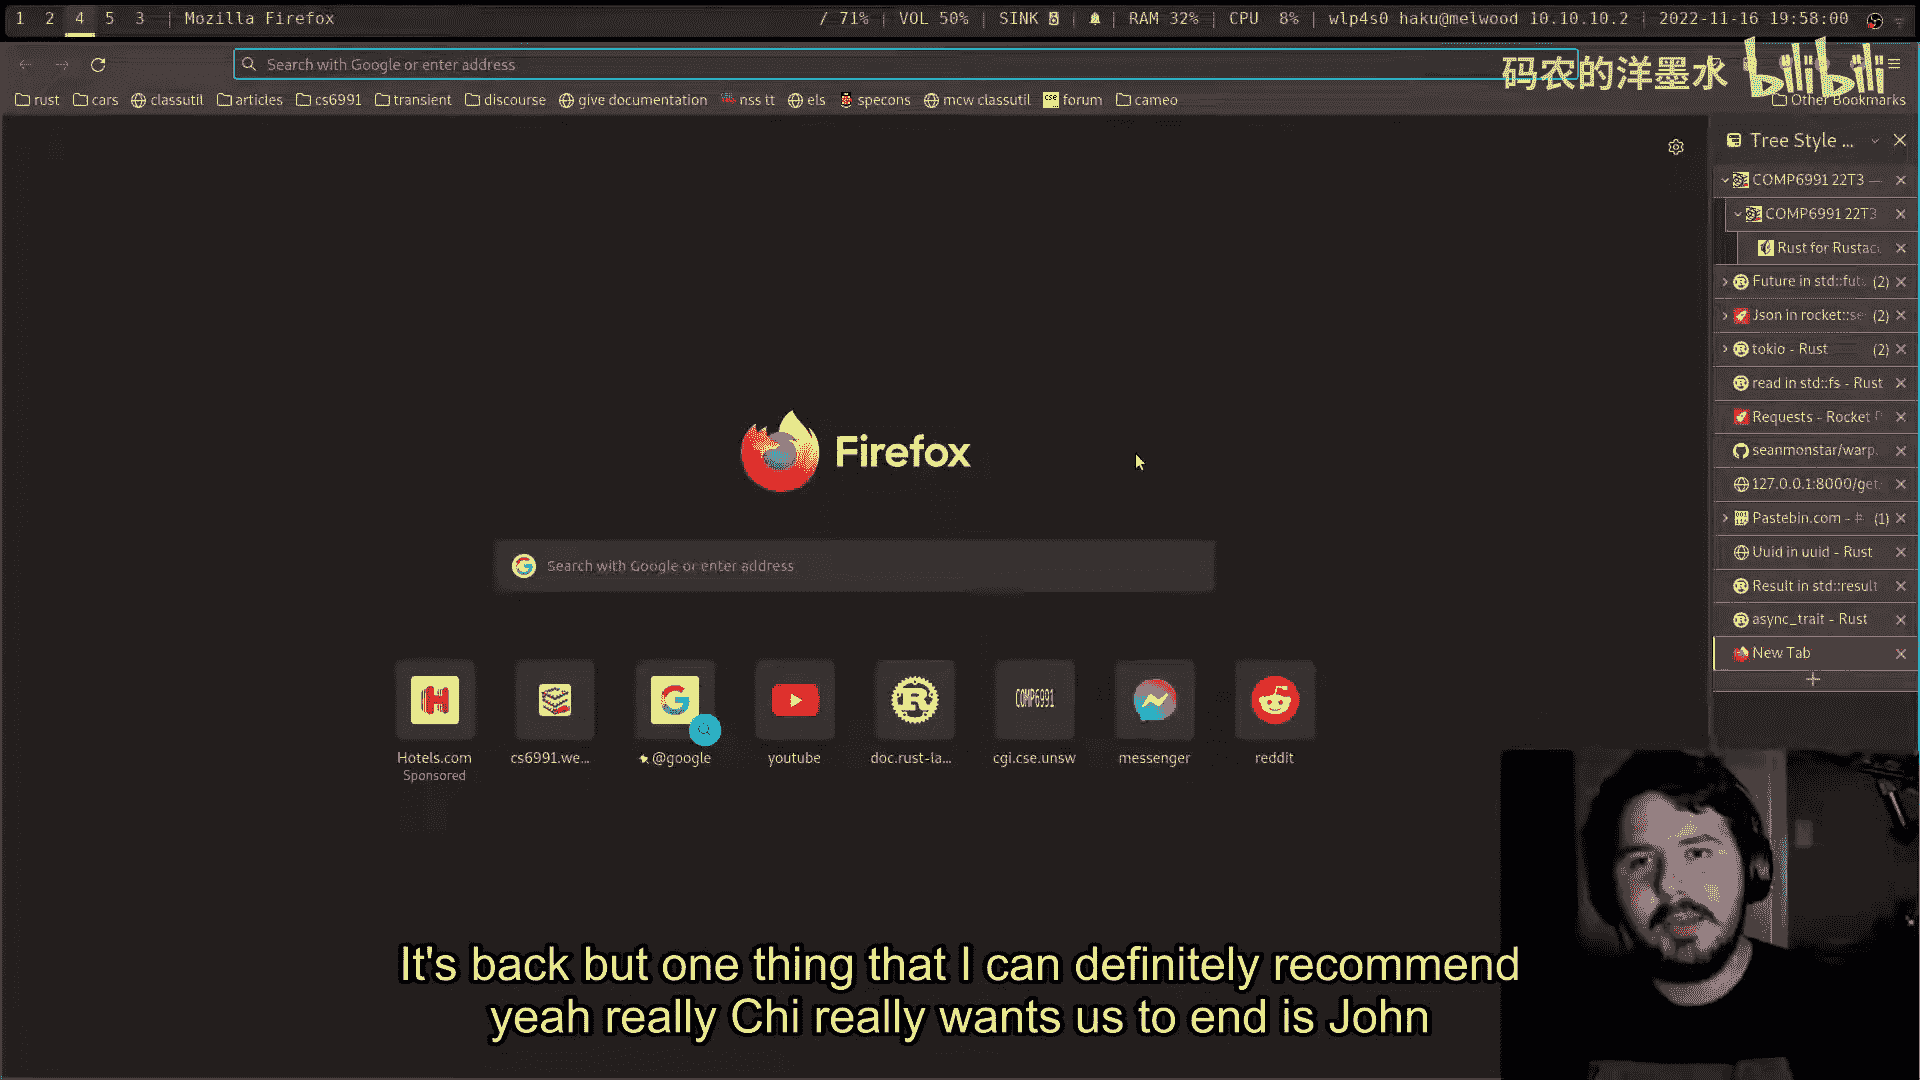 1 2 4 5 3 | Mozilla Firefox
/ 71% | VOL 50% | SINK | | RAM 32% | CPU 8% | wlp4s0 haku@melwood 10.10.10.2 | 2022-11-16 19:58:00
Search with Google or enter address
码农的洋墨水 bilibili
rust cars classutil articles cs6991 transient discourse give documentation nss tt els specons mcw classutil forum cameo Other Bookmarks
Tree Style ...
COMP6991 22T3 —
COMP6991 22T3
Rust for Rustac
Future in std::futu (2)
Json in rocket::se (2)
tokio - Rust (2)
read in std::fs - Rust
Requests - Rocket
seanmonstar/warp
127.0.0.1:8000/get
Pastebin.com - # (1)
Uuid in uuid - Rust
Result in std::result
async_trait - Rust
New Tab
Firefox
Search with Google or enter address
COMP6991
Hotels.com
Sponsored
cs6991.we...
@google
youtube
doc.rust-la...
cgi.cse.unsw
messenger
reddit
It's back but one thing that I can definitely recommend
yeah really Chi really wants us to end is John